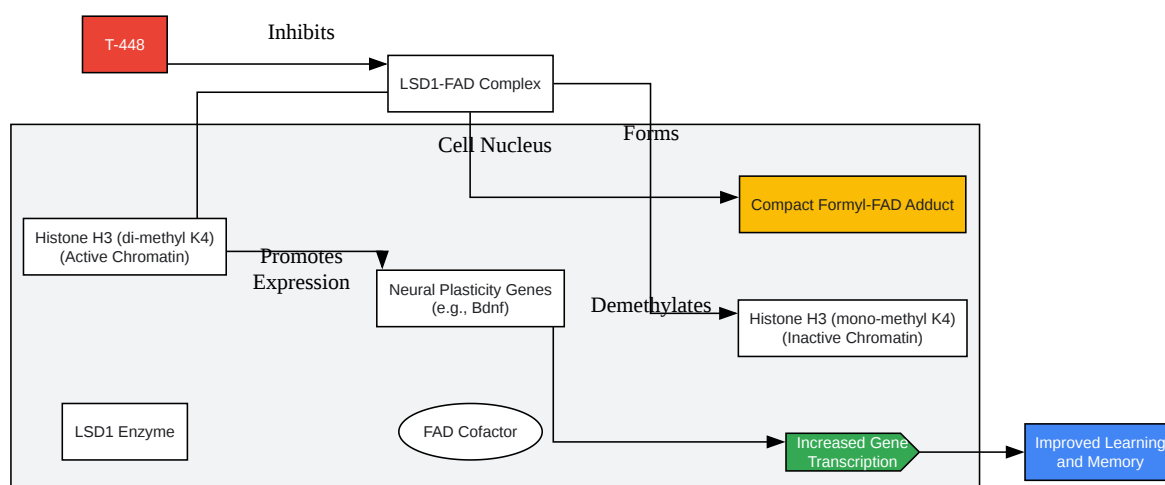 T-448
Inhibits
LSD1-FAD Complex
Forms
Cell Nucleus
Compact Formyl-FAD Adduct
Histone H3 (di-methyl K4)
(Active Chromatin)
Promotes
Expression
Neural Plasticity Genes
(e.g., Bdnf)
Demethylates
Histone H3 (mono-methyl K4)
(Inactive Chromatin)
LSD1 Enzyme
FAD Cofactor
Increased Gene
Transcription
Improved Learning
and Memory